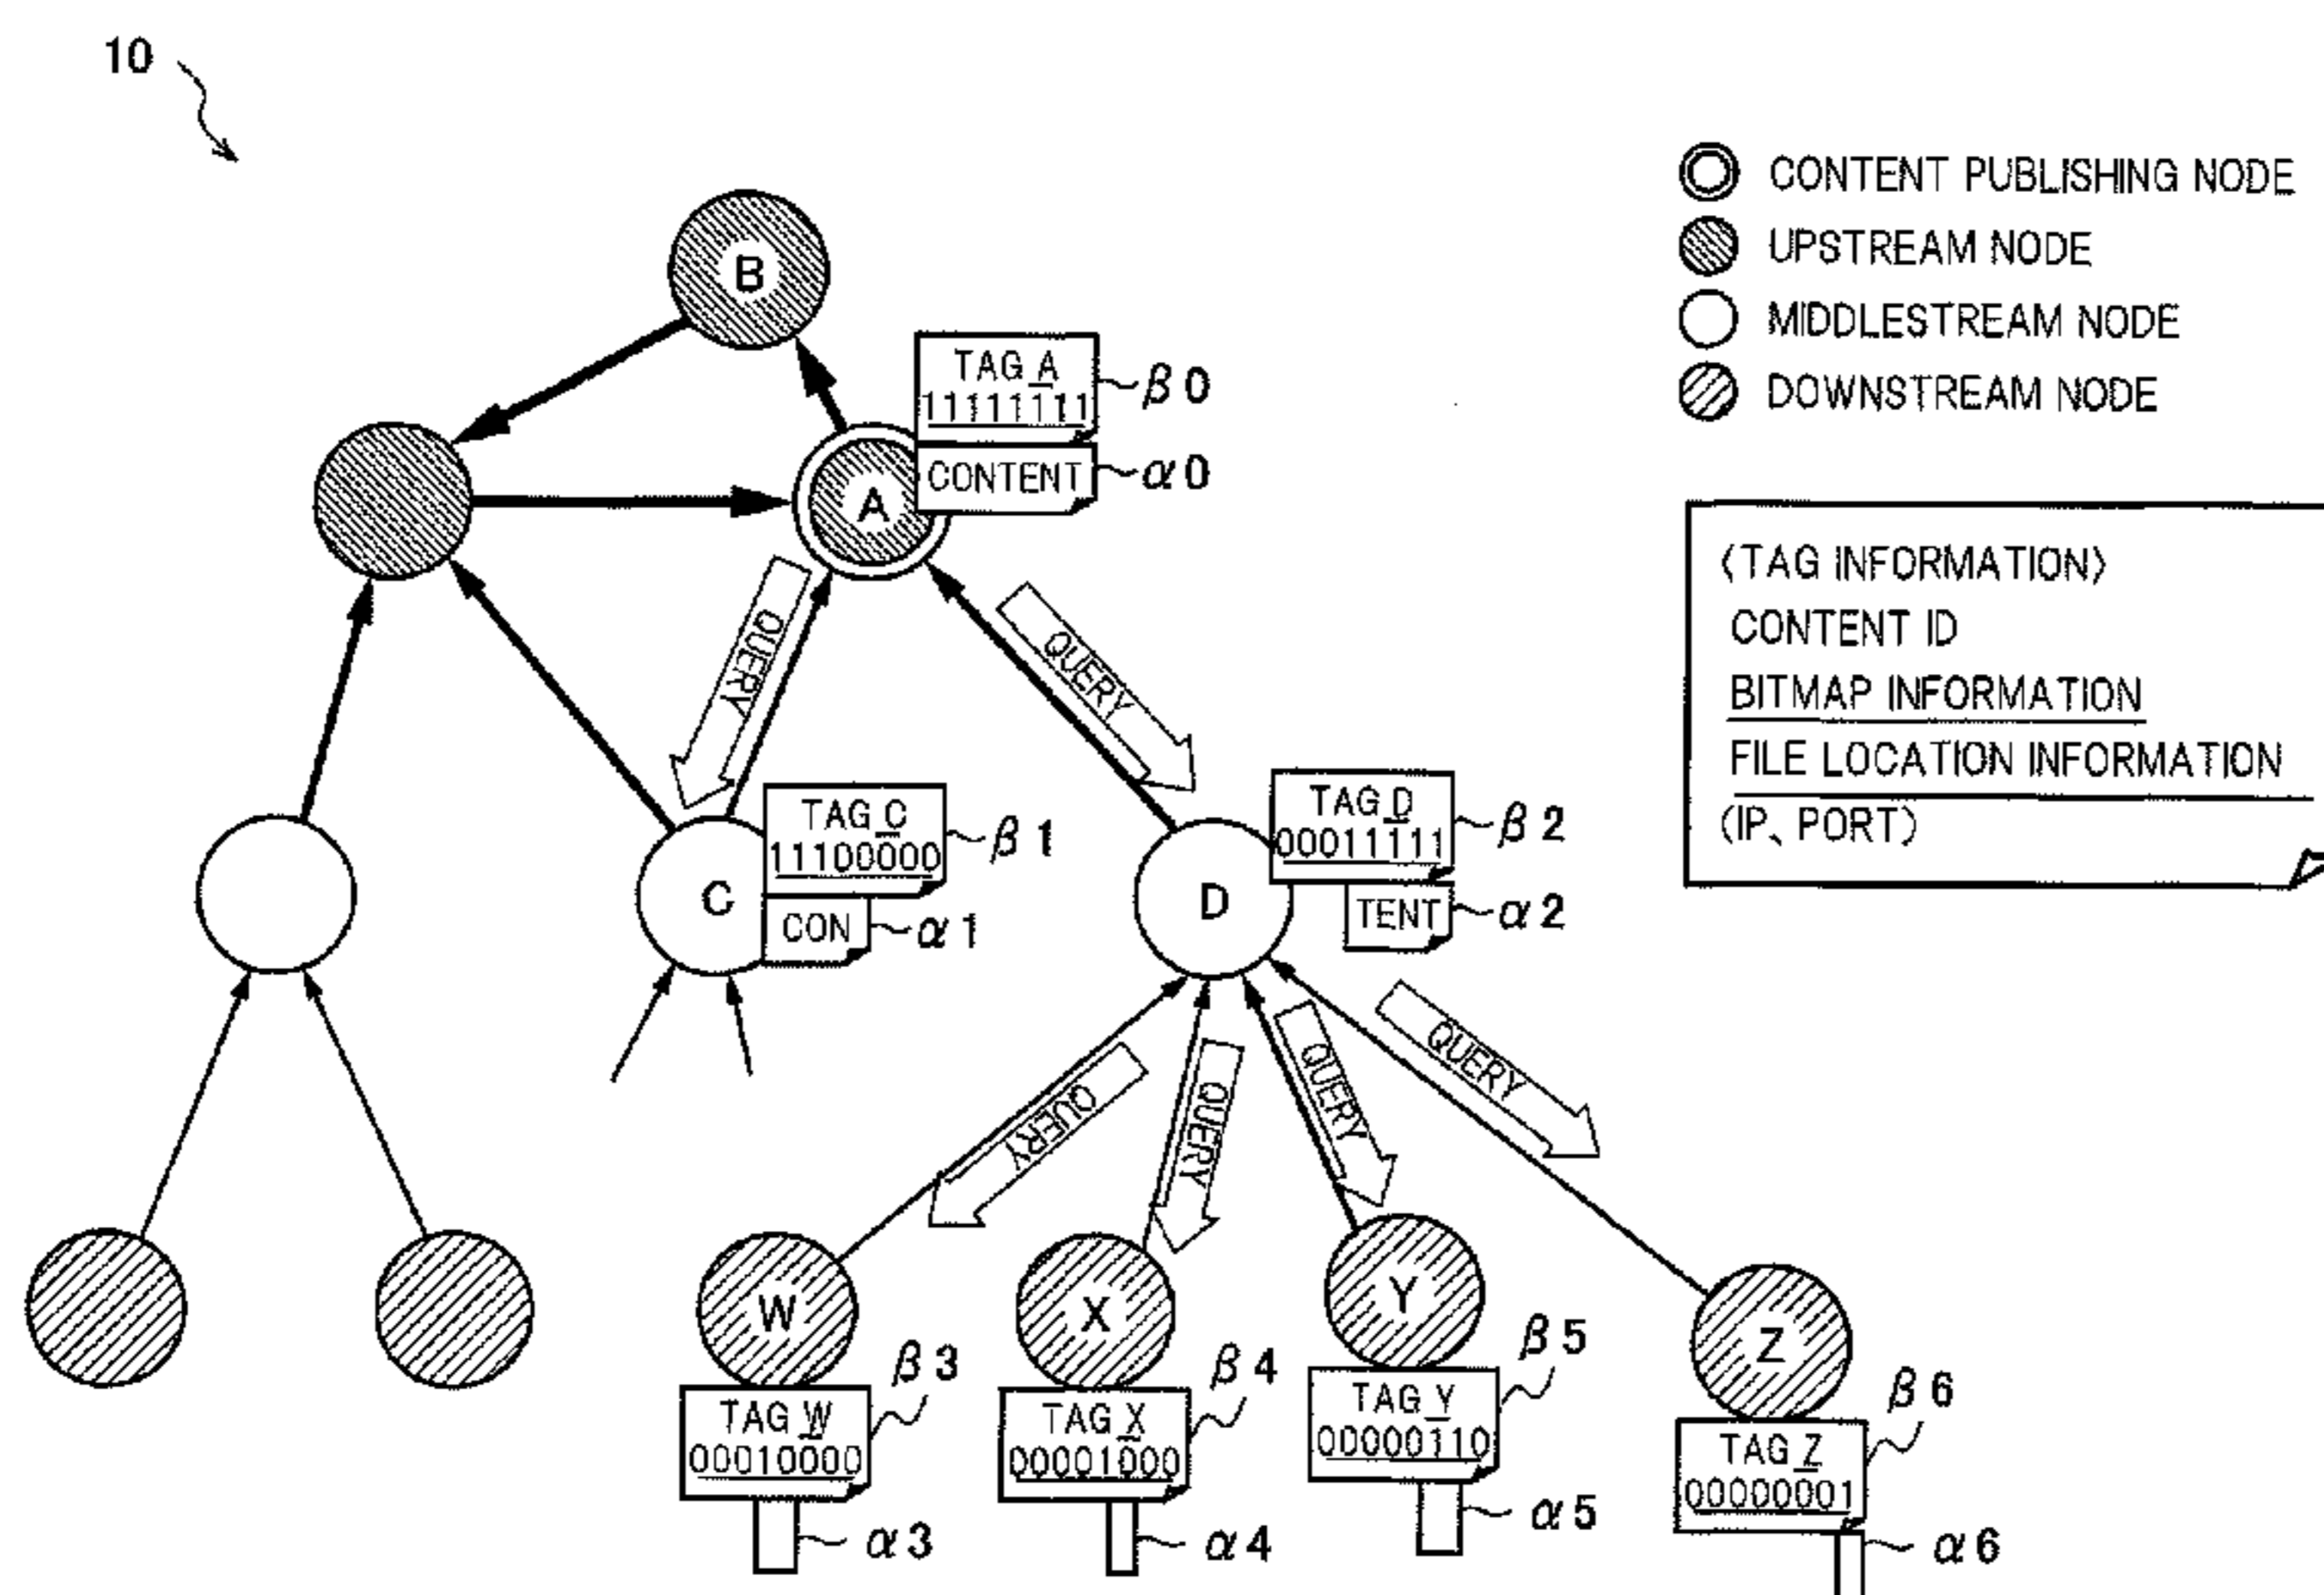 10
CONTENT PUBLISHING NODE
UPSTREAM NODE
MIDDLESTREAM NODE
DOWNSTREAM NODE
B
TAG A
11111111
β0
A
CONTENT
α0
<TAG INFORMATION>
CONTENT ID
BITMAP INFORMATION
FILE LOCATION INFORMATION
(IP、PORT)
QUERY
QUERY
C
TAG C
11100000
β1
CON
α1
D
TAG D
00011111
β2
TENT
α2
QUERY
QUERY
QUERY
QUERY
W
TAG W
00010000
β3
α3
X
TAG X
00001000
β4
α4
Y
TAG Y
00000110
β5
α5
Z
TAG Z
00000001
β6
α6